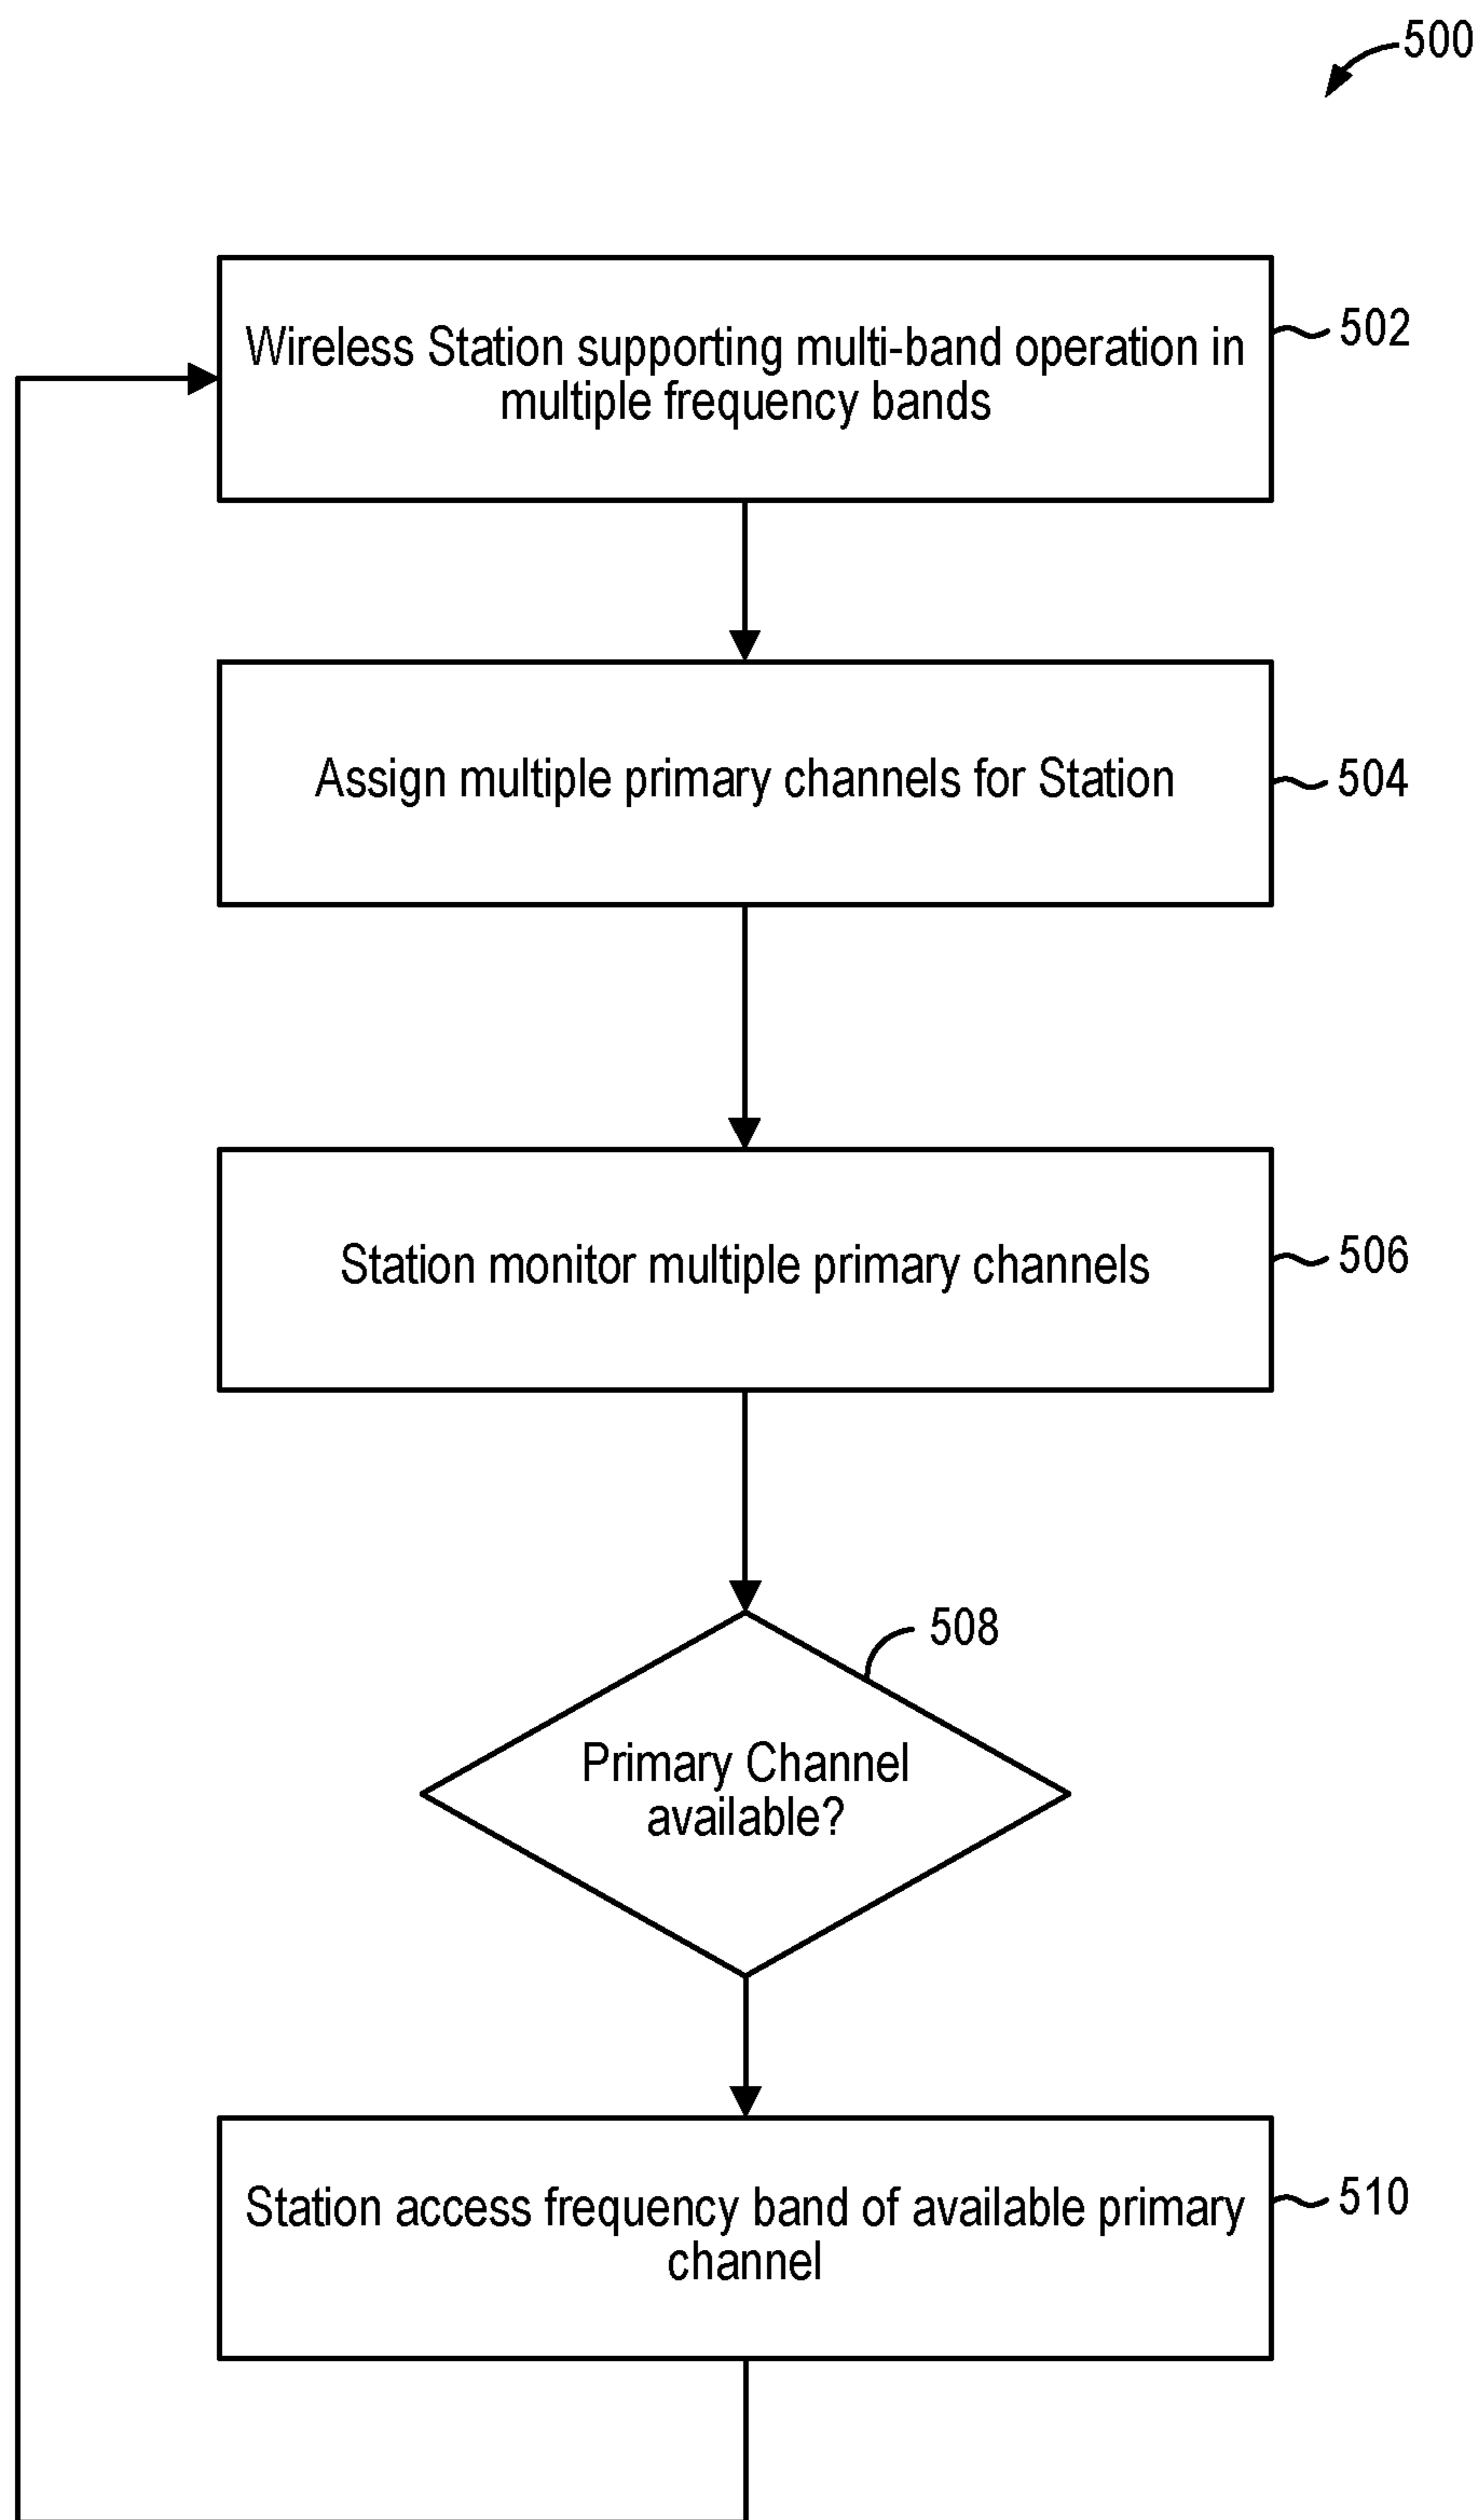 500
Wireless Station supporting multi-band operation in
multiple frequency bands
502
Assign multiple primary channels for Station
504
Station monitor multiple primary channels
506
508
Primary Channel
available?
Station access frequency band of available primary
channel
510